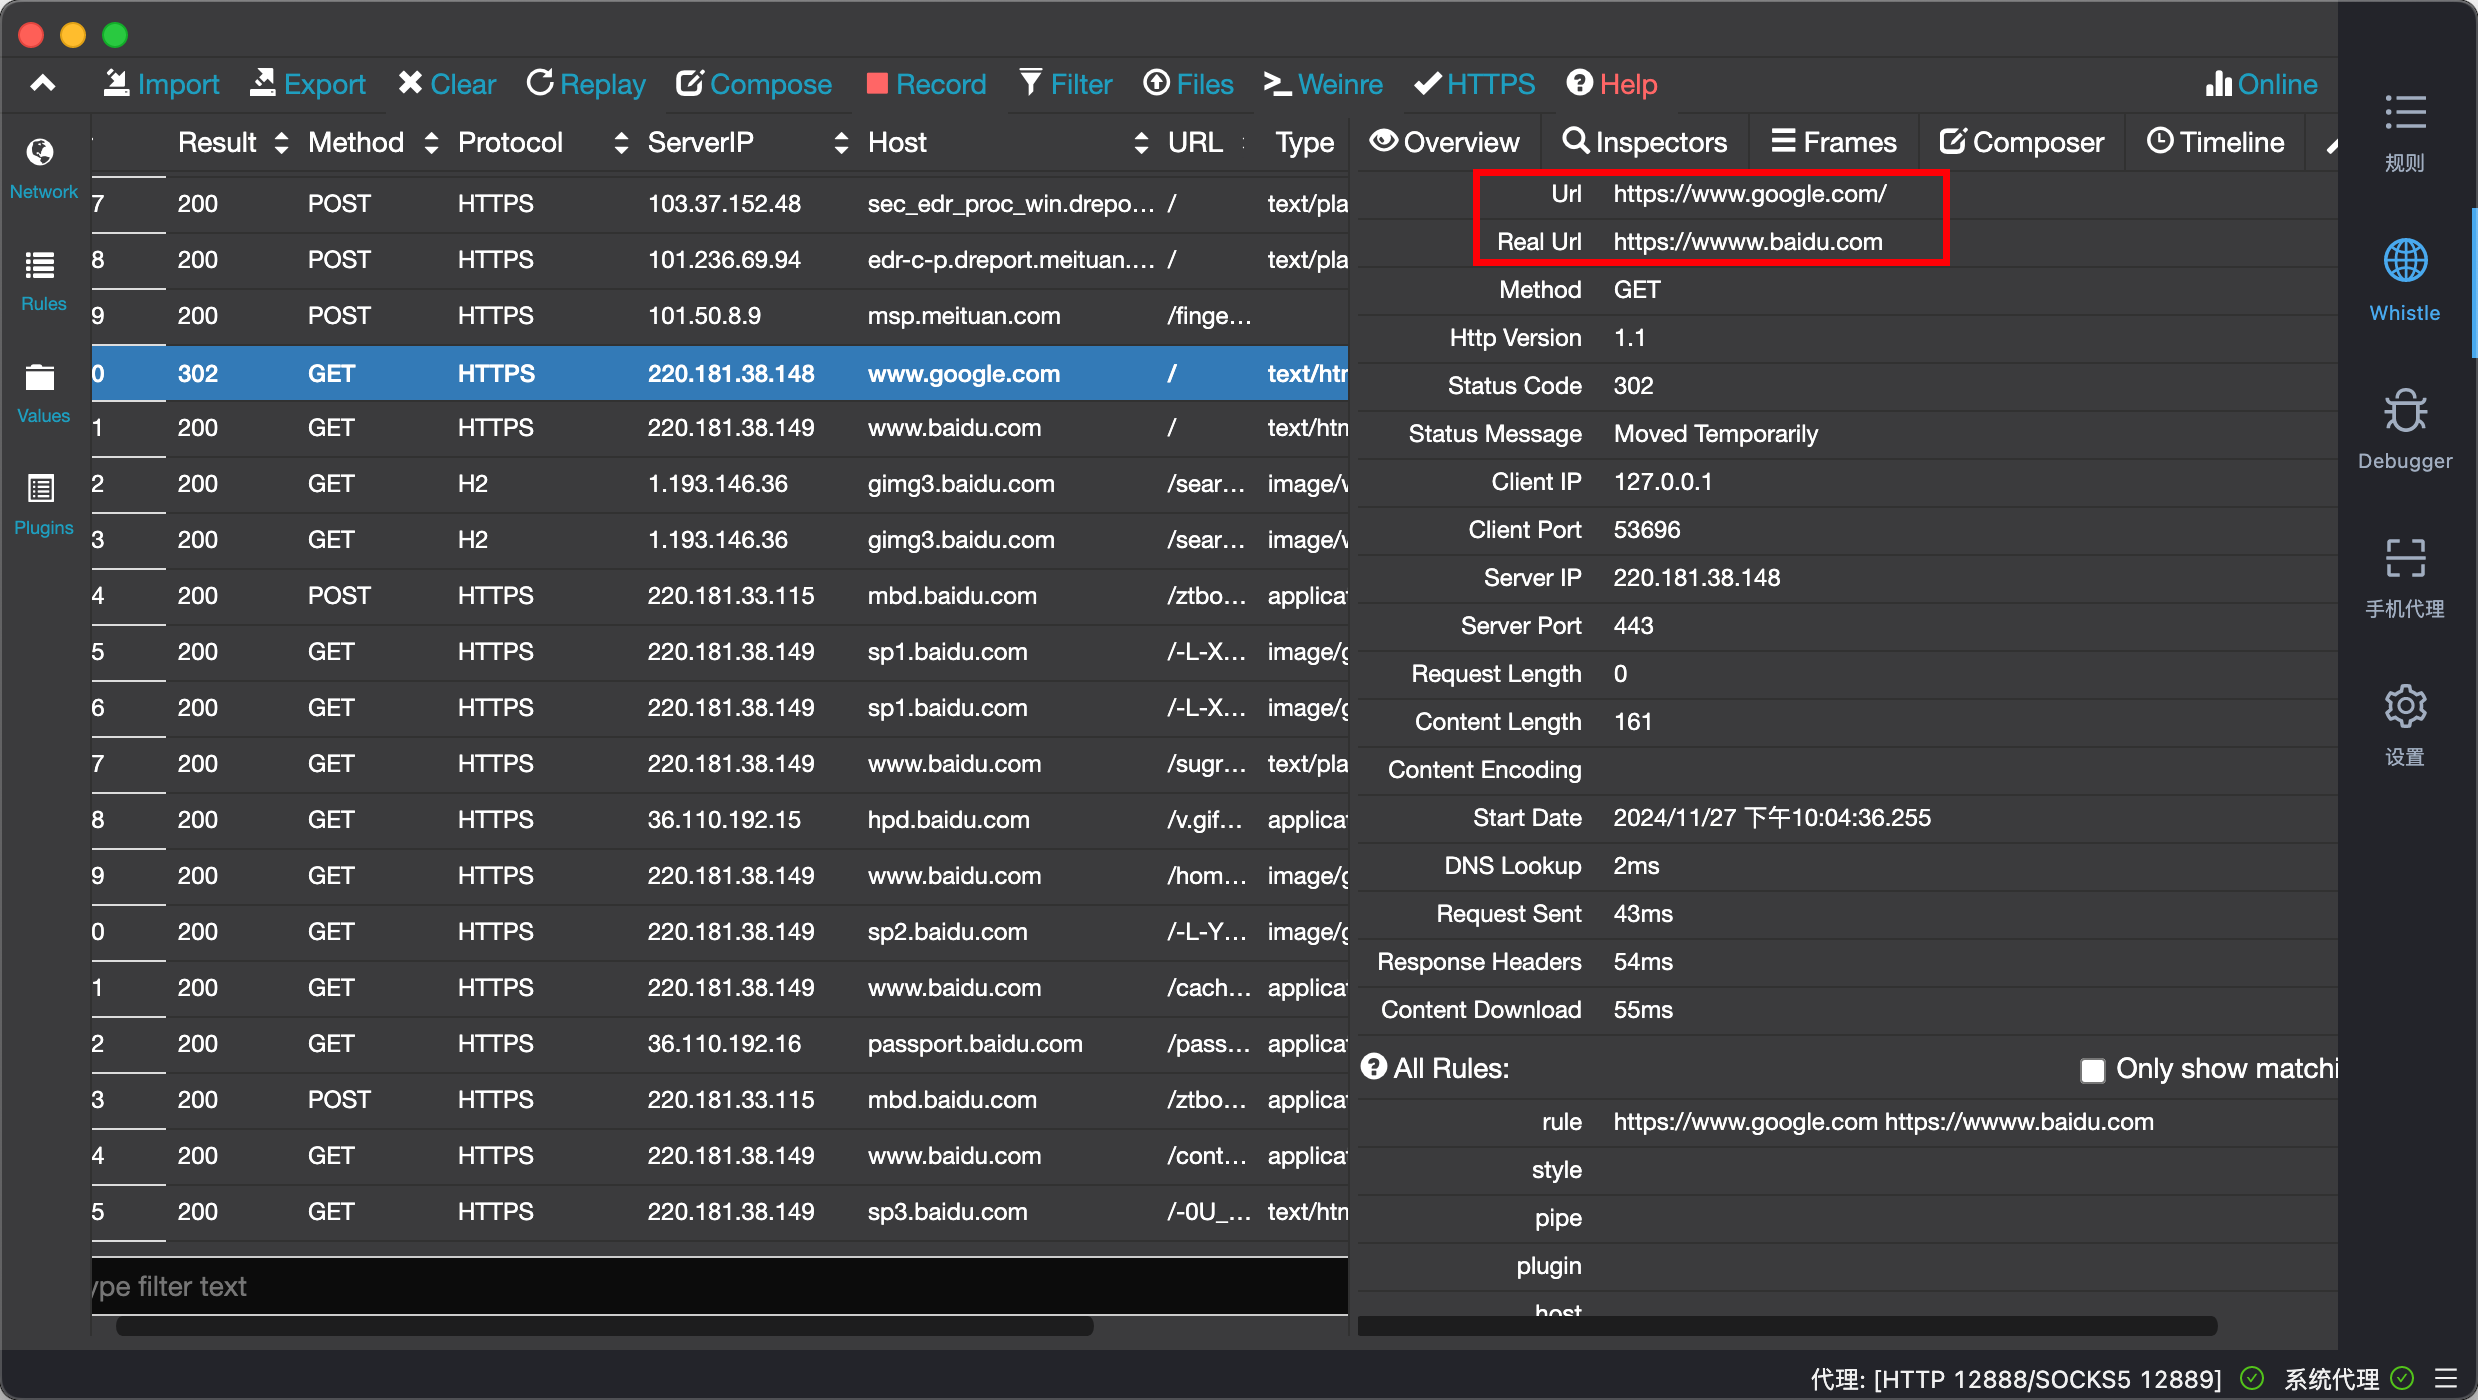 Import Export Clear Replay Compose Record Filter Files Weinre HTTPS Help Online
Network
Rules
Values
Plugins
Result Method Protocol ServerIP Host URL Type
7 200 POST HTTPS 103.37.152.48 sec_edr_proc_win.drepo... / text/pla
8 200 POST HTTPS 101.236.69.94 edr-c-p.dreport.meituan.... / text/pla
9 200 POST HTTPS 101.50.8.9 msp.meituan.com /finge...
0 302 GET HTTPS 220.181.38.148 www.google.com / text/htm
1 200 GET HTTPS 220.181.38.149 www.baidu.com / text/htm
2 200 GET H2 1.193.146.36 gimg3.baidu.com /sear... image/w
3 200 GET H2 1.193.146.36 gimg3.baidu.com /sear... image/w
4 200 POST HTTPS 220.181.33.115 mbd.baidu.com /ztbo... applica
5 200 GET HTTPS 220.181.38.149 sp1.baidu.com /-L-X... image/g
6 200 GET HTTPS 220.181.38.149 sp1.baidu.com /-L-X... image/g
7 200 GET HTTPS 220.181.38.149 www.baidu.com /sugr... text/pla
8 200 GET HTTPS 36.110.192.15 hpd.baidu.com /v.gif... applica
9 200 GET HTTPS 220.181.38.149 www.baidu.com /hom... image/g
0 200 GET HTTPS 220.181.38.149 sp2.baidu.com /-L-Y... image/g
1 200 GET HTTPS 220.181.38.149 www.baidu.com /cach... applica
2 200 GET HTTPS 36.110.192.16 passport.baidu.com /pass... applica
3 200 POST HTTPS 220.181.33.115 mbd.baidu.com /ztbo... applica
4 200 GET HTTPS 220.181.38.149 www.baidu.com /cont... applica
5 200 GET HTTPS 220.181.38.149 sp3.baidu.com /-0U_... text/htm
ype filter text
Overview Inspectors Frames Composer Timeline
Url https://www.google.com/
Real Url https://wwww.baidu.com
Method GET
Http Version 1.1
Status Code 302
Status Message Moved Temporarily
Client IP 127.0.0.1
Client Port 53696
Server IP 220.181.38.148
Server Port 443
Request Length 0
Content Length 161
Content Encoding
Start Date 2024/11/27 下午10:04:36.255
DNS Lookup 2ms
Request Sent 43ms
Response Headers 54ms
Content Download 55ms
All Rules: Only show matchi
rule https://www.google.com https://wwww.baidu.com
style
pipe
plugin
host
规则
Whistle
Debugger
手机代理
设置
代理: [HTTP 12888/SOCKS5 12889] 系统代理